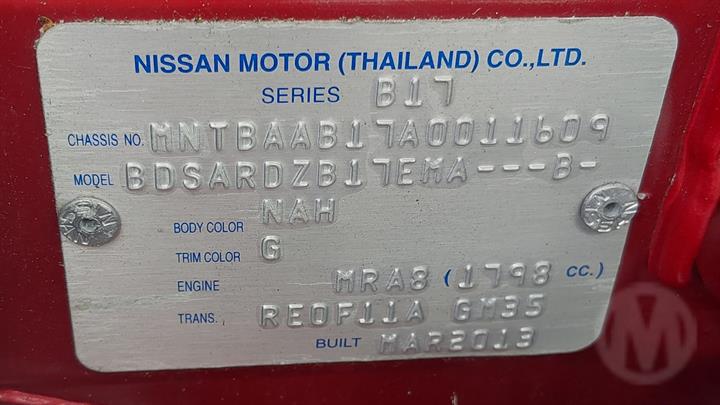 NISSAN MOTOR (THAILAND) CO.,LTD.
SERIES B17
CHASSIS NO. MNTBAAB17A0011609
MODEL BDSARDZB17EMA---B-
BODY COLOR NAH
TRIM COLOR G
ENGINE MRA8 (1798 CC.)
TRANS. RE0F11A GM35
BUILT MAR2013
M